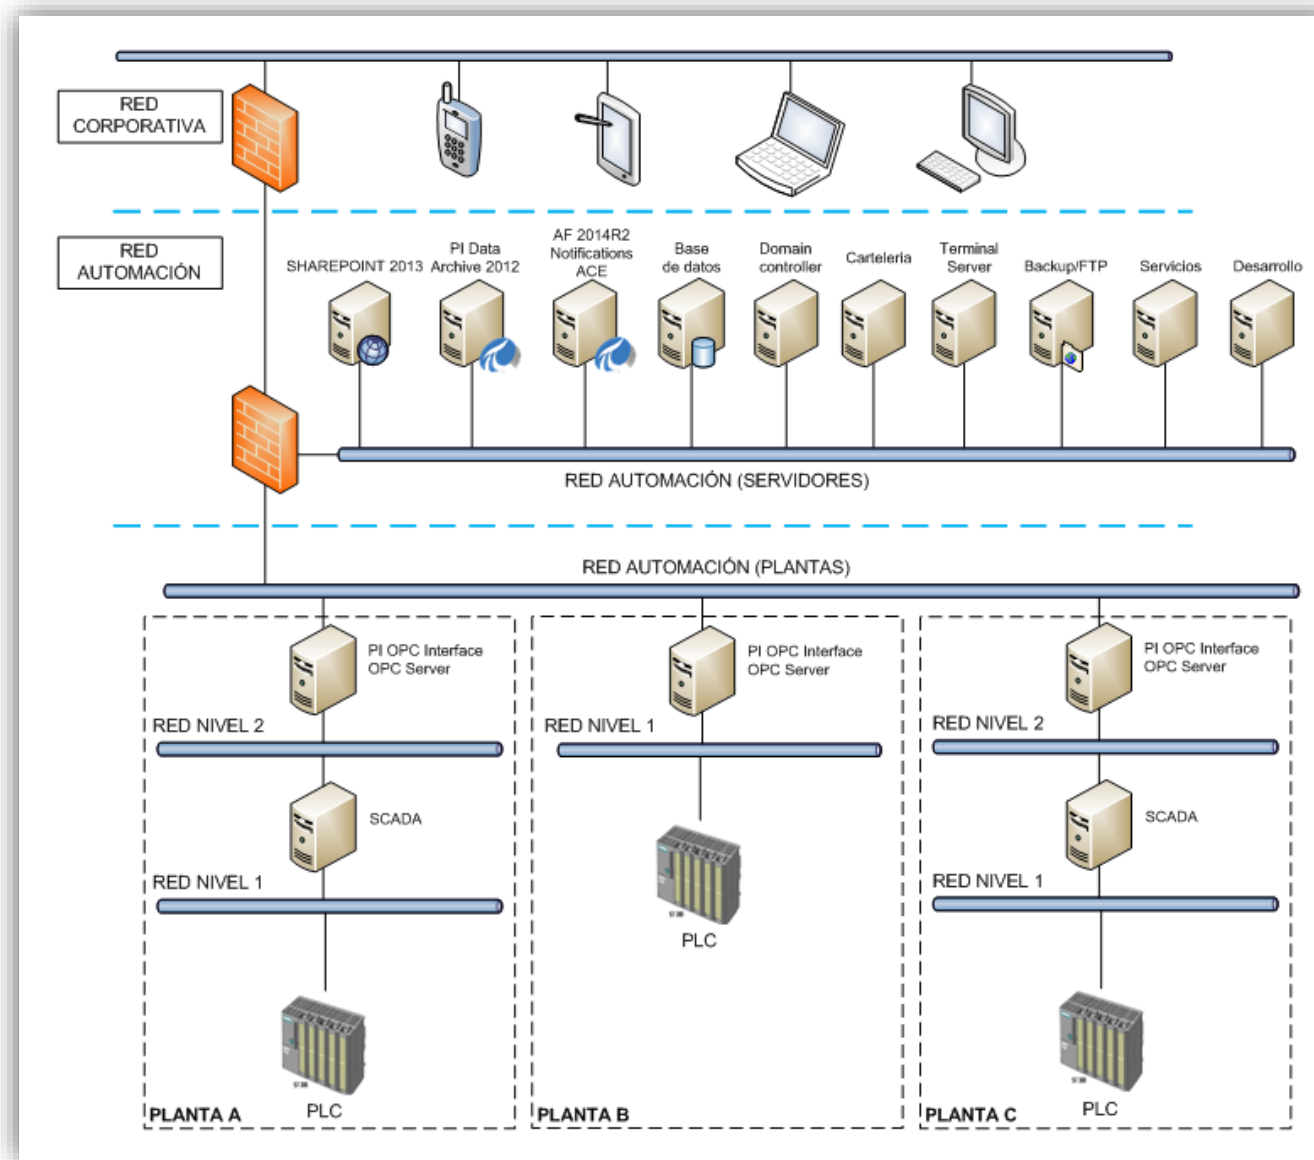 RED
CORPORATIVA
RED
AUTOMACIÓN
SHAREPOINT 2013
PI Data
Archive 2012
AF 2014R2
Notifications
ACE
Base
de datos
Domain
controller
Carteleria
Terminal
Server
Backup/FTP
Servicios
Desarrollo
RED AUTOMACIÓN (SERVIDORES)
RED AUTOMACIÓN (PLANTAS)
PI OPC Interface
OPC Server
RED NIVEL 2
SCADA
RED NIVEL 1
PLC
PLANTA A
PI OPC Interface
OPC Server
RED NIVEL 1
PLC
PLANTA B
PI OPC Interface
OPC Server
RED NIVEL 2
SCADA
RED NIVEL 1
PLC
PLANTA C